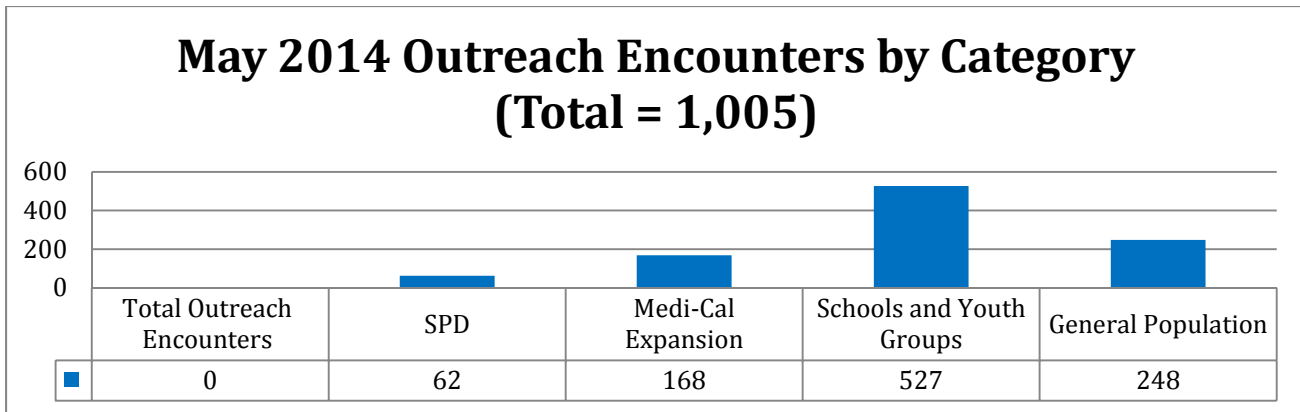 May 2014 Outreach Encounters by Category
(Total = 1,005)
600
400
200
0
Total Outreach
Encounters
SPD
Medi-Cal
Expansion
Schools and Youth
Groups
General Population
0 62 168 527 248